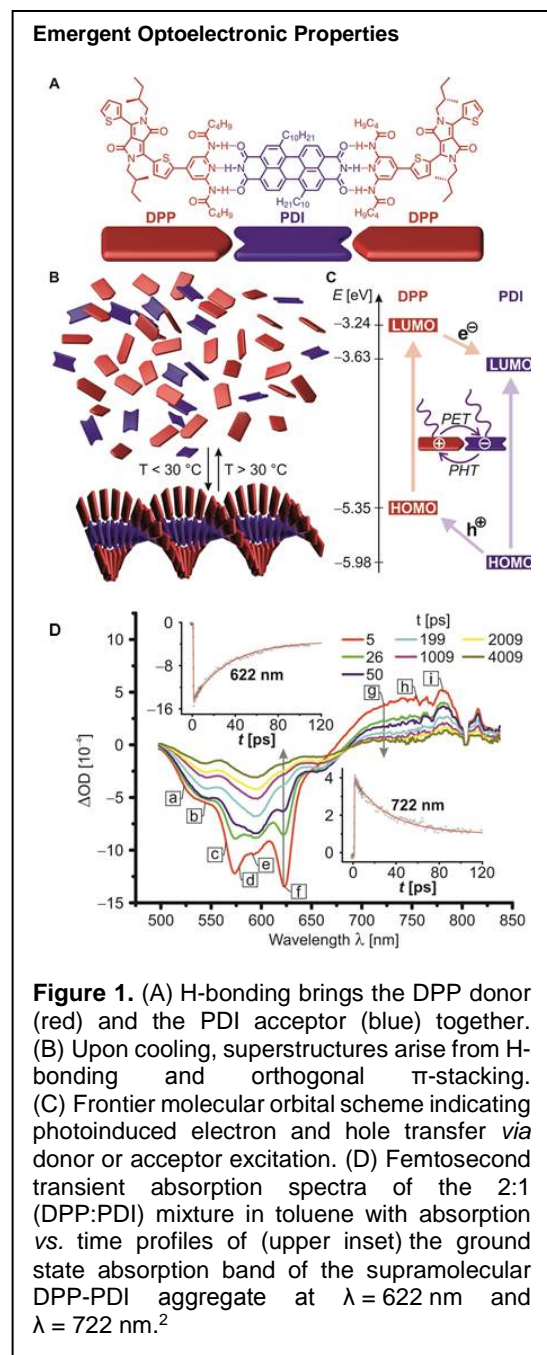 Emergent Optoelectronic Properties
A
C4H9
O
C10H21
H9C4
O
S
N
O
O
N
S
NH--O
N
N-H-N
NH--O
O
N
O
O--HN
N-H-N
O--HN
O
N
S
N
O
S
O
C4H9
H21C10
O
H9C4
DPP
PDI
DPP
B
C
E [eV]
DPP
PDI
−3.24
LUMO
e⊖
−3.63
LUMO
PET
⊕
⊖
PHT
T < 30 °C
T > 30 °C
−5.35
HOMO
h⊕
−5.98
HOMO
D
t [ps]
5
199
2009
26
1009
4009
50
10
5
0
−5
−10
−15
ΔOD [10⁻⁴]
0
−8
−16
622 nm
0
40
80
120
t [ps]
g
h
i
a
b
c
d
e
f
4
2
0
722 nm
0
40
80
120
t [ps]
500
550
600
650
700
750
800
850
Wavelength λ [nm]
Figure 1. (A) H-bonding brings the DPP donor
(red) and the PDI acceptor (blue) together.
(B) Upon cooling, superstructures arise from H-
bonding and orthogonal π-stacking.
(C) Frontier molecular orbital scheme indicating
photoinduced electron and hole transfer via
donor or acceptor excitation. (D) Femtosecond
transient absorption spectra of the 2:1
(DPP:PDI) mixture in toluene with absorption
vs. time profiles of (upper inset) the ground
state absorption band of the supramolecular
DPP-PDI aggregate at λ = 622 nm and
λ = 722 nm.²